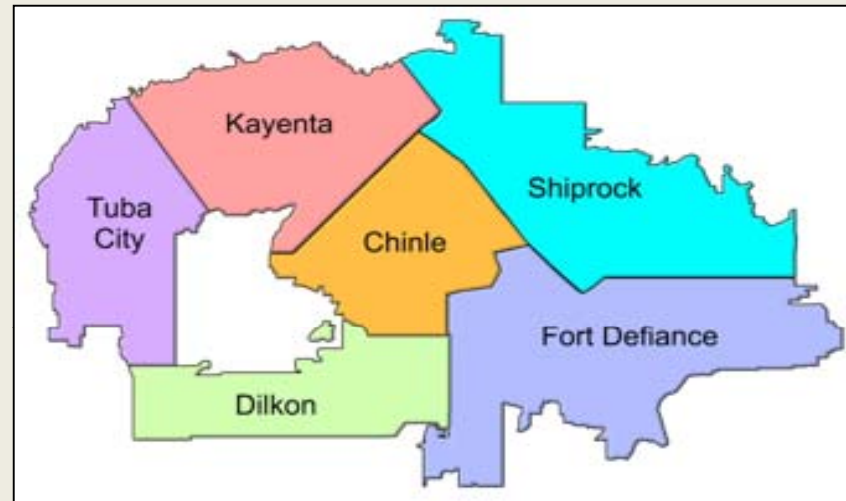 Kayenta
Shiprock
Tuba
City
Chinle
Fort Defiance
Dilkon